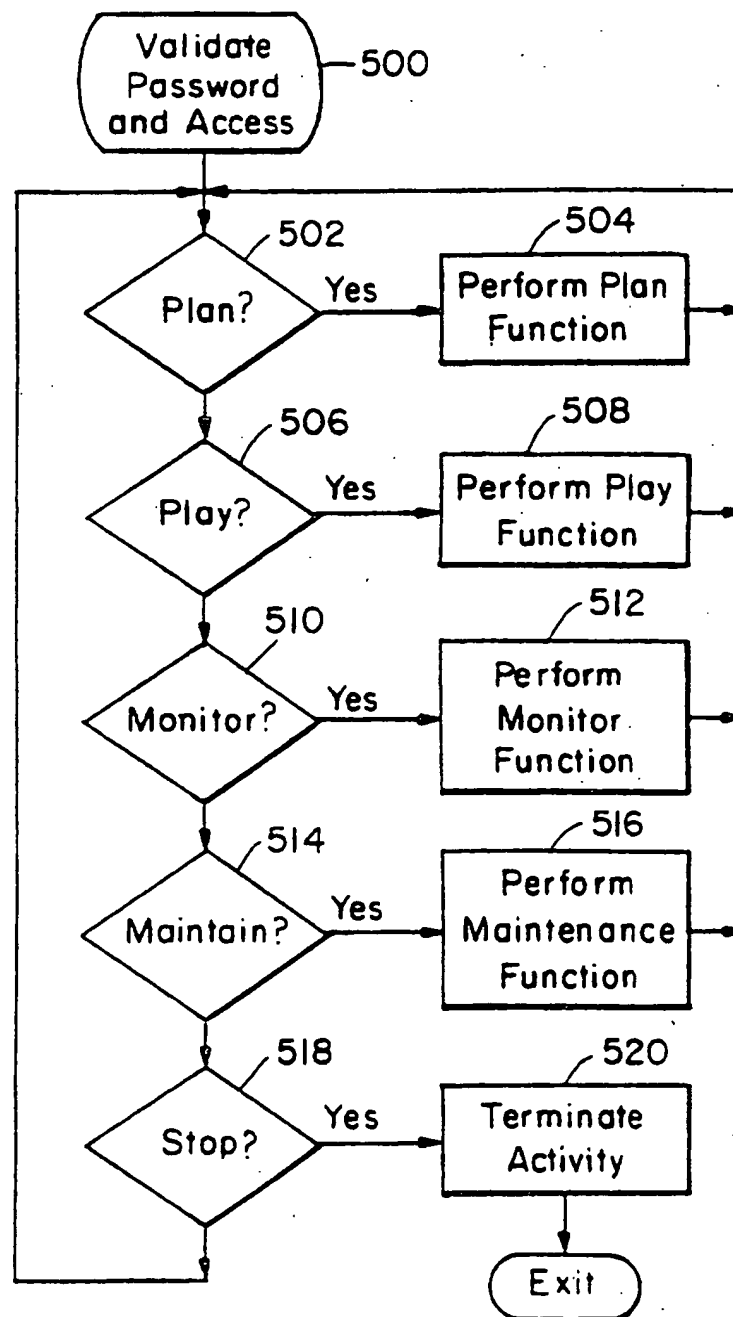 Validate
Password
and Access
500
502
504
Plan?
Yes
Perform Plan
Function
506
508
Play?
Yes
Perform Play
Function
510
512
Monitor?
Yes
Perform
Monitor
Function
514
516
Maintain?
Yes
Perform
Maintenance
Function
518
520
Stop?
Yes
Terminate
Activity
Exit